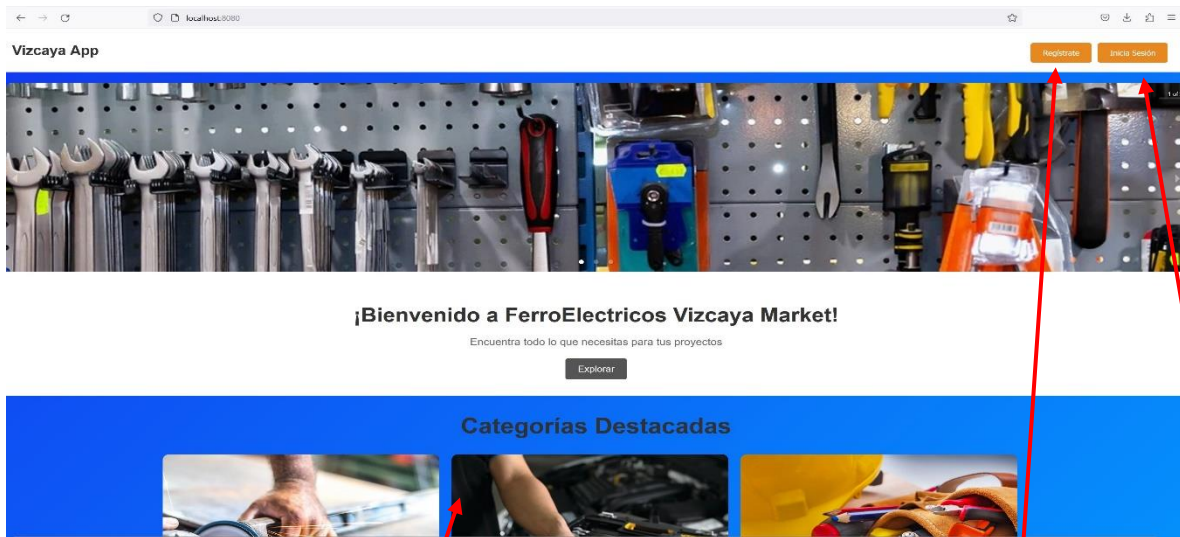 localhost:8080
Vizcaya App
Regístrate
Inicia Sesión
¡Bienvenido a FerroElectricos Vizcaya Market!
Encuentra todo lo que necesitas para tus proyectos
Explorar
Categorías Destacadas